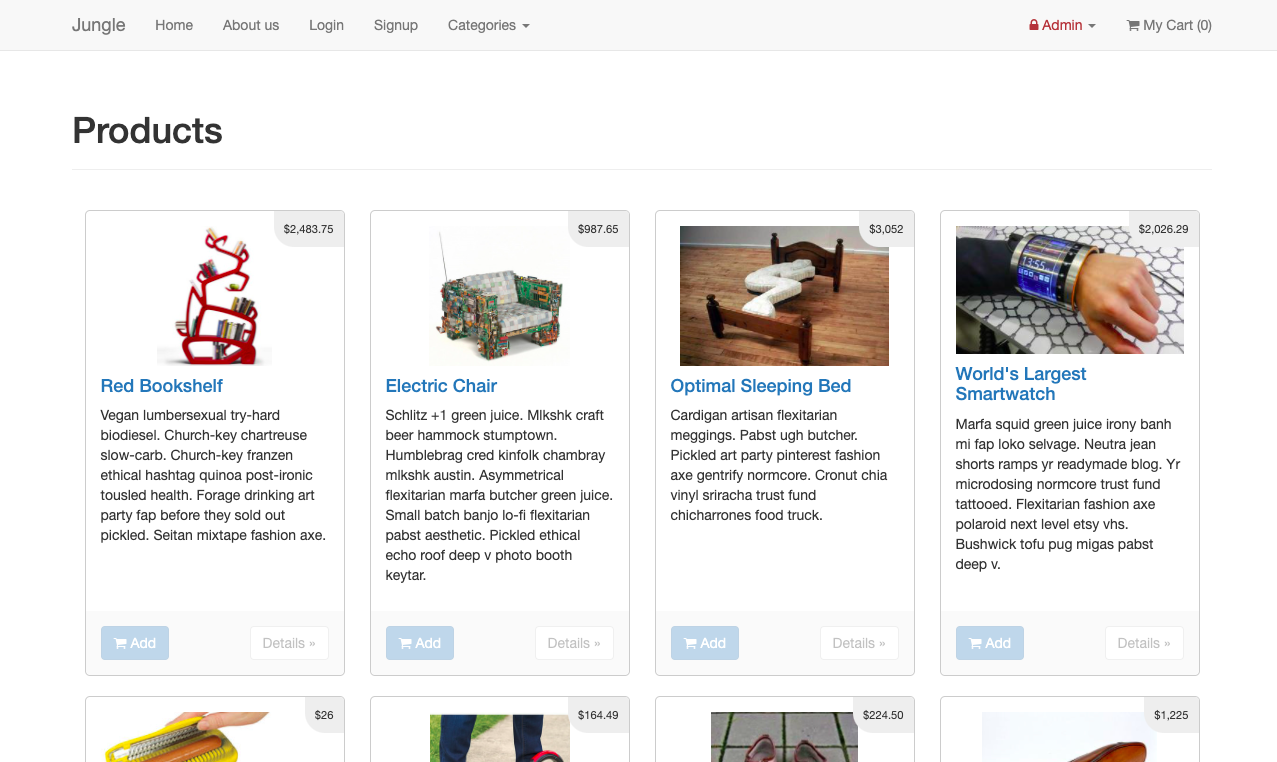 Jungle Home About us Login Signup Categories Admin My Cart (0)
Products
$2,483.75
Red Bookshelf
Vegan lumbersexual try-hard
biodiesel. Church-key chartreuse
slow-carb. Church-key franzen
ethical hashtag quinoa post-ironic
tousled health. Forage drinking art
party fap before they sold out
pickled. Seitan mixtape fashion axe.
Add Details »
$987.65
Electric Chair
Schlitz +1 green juice. Mlkshk craft
beer hammock stumptown.
Humblebrag cred kinfolk chambray
mlkshk austin. Asymmetrical
flexitarian marfa butcher green juice.
Small batch banjo lo-fi flexitarian
pabst aesthetic. Pickled ethical
echo roof deep v photo booth
keytar.
Add Details »
$3,052
Optimal Sleeping Bed
Cardigan artisan flexitarian
meggings. Pabst ugh butcher.
Pickled art party pinterest fashion
axe gentrify normcore. Cronut chia
vinyl sriracha trust fund
chicharrones food truck.
Add Details »
$2,026.29
13:55
World's Largest
Smartwatch
Marfa squid green juice irony banh
mi fap loko selvage. Neutra jean
shorts ramps yr readymade blog. Yr
microdosing normcore trust fund
tattooed. Flexitarian fashion axe
polaroid next level etsy vhs.
Bushwick tofu pug migas pabst
deep v.
Add Details »
$26
$164.49
$224.50
$1,225